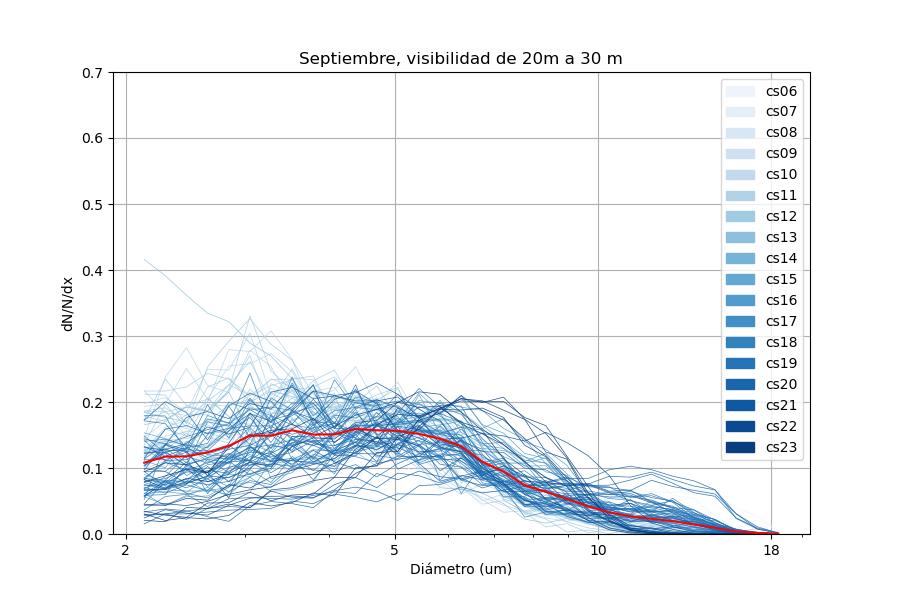 Septiembre, visibilidad de 20m a 30 m
0.7
0.6
0.5
0.4
0.3
0.2
0.1
0.0
dN/N/dx
2
5
10
18
Diámetro (um)
cs06
cs07
cs08
cs09
cs10
cs11
cs12
cs13
cs14
cs15
cs16
cs17
cs18
cs19
cs20
cs21
cs22
cs23